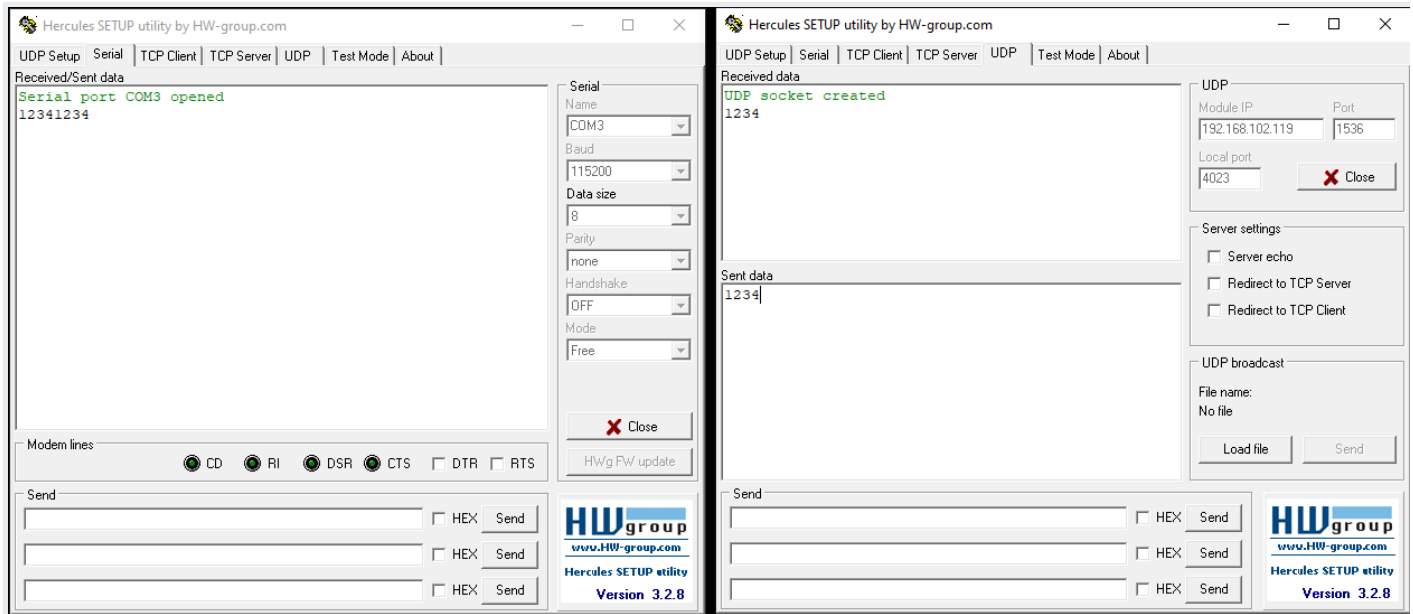 Hercules SETUP utility by HW-group.com
UDP Setup Serial TCP Client TCP Server UDP Test Mode About
Received/Sent data
Serial port COM3 opened
12341234
Serial
Name
COM3
Baud
115200
Data size
8
Parity
none
Handshake
OFF
Mode
Free
Close
HWg FW update
Modem lines
CD RI DSR CTS DTR RTS
Send
HEX Send
HEX Send
HEX Send
HWgroup
www.HW-group.com
Hercules SETUP utility
Version 3.2.8
Hercules SETUP utility by HW-group.com
UDP Setup Serial TCP Client TCP Server UDP Test Mode About
Received data
UDP socket created
1234
Sent data
1234
UDP
Module IP Port
192.168.102.119 1536
Local port
4023 Close
Server settings
Server echo
Redirect to TCP Server
Redirect to TCP Client
UDP broadcast
File name:
No file
Load file Send
Send
HEX Send
HEX Send
HEX Send
HWgroup
www.HW-group.com
Hercules SETUP utility
Version 3.2.8